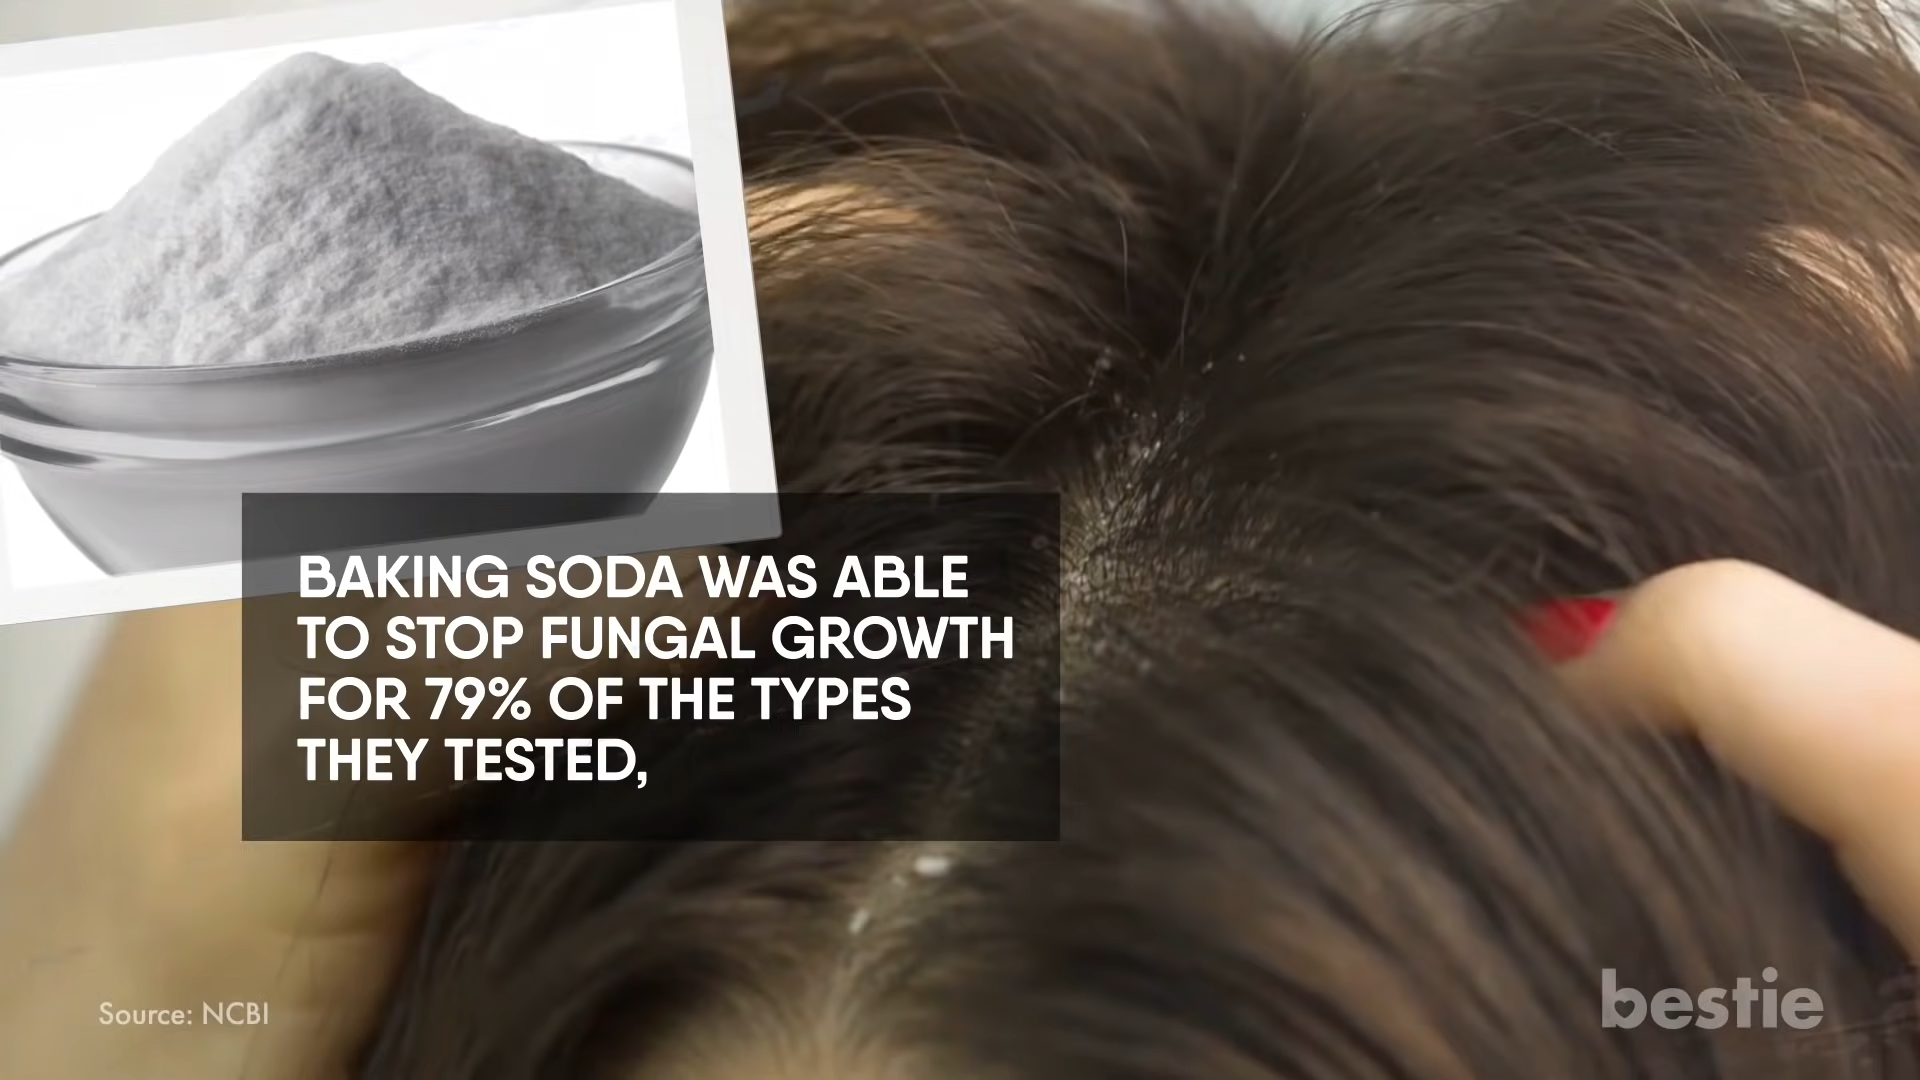 BAKING SODA WAS ABLE
TO STOP FUNGAL GROWTH
FOR 79% OF THE TYPES
THEY TESTED,
Source: NCBI
bestie